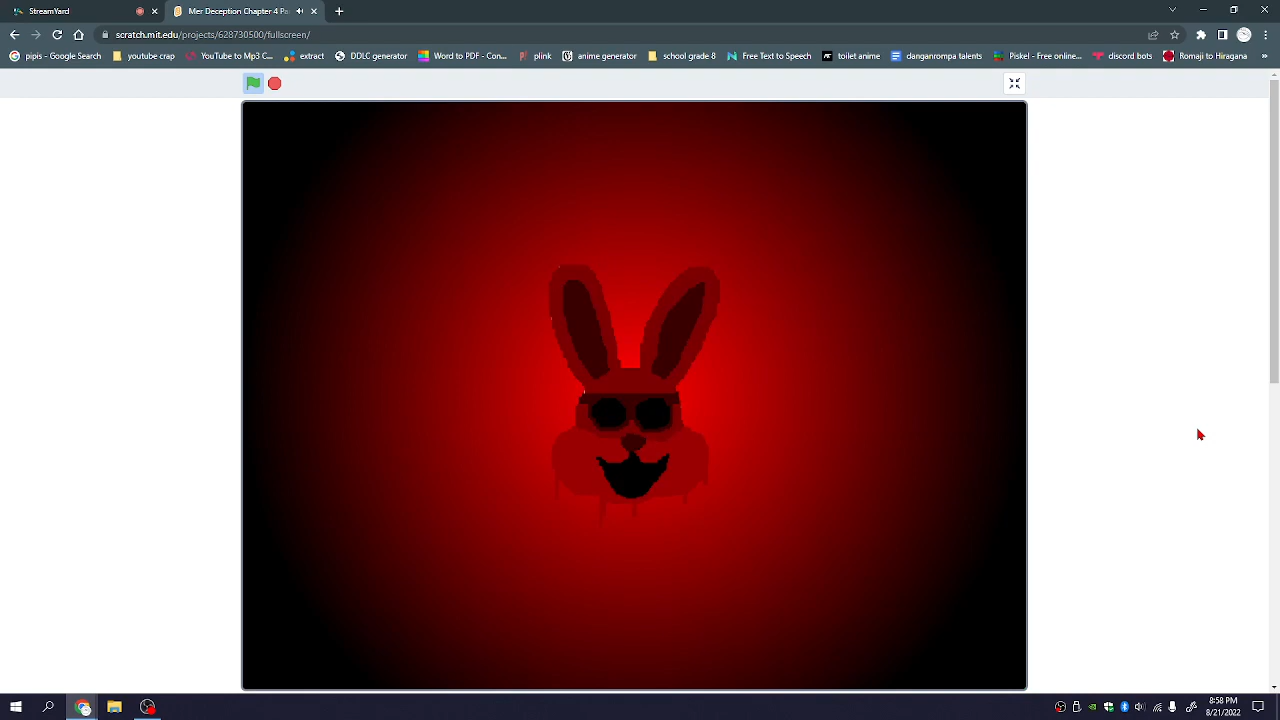 StreamYard
Mr. Deception Chapter 4 Pa
scratch.mit.edu/projects/628730500/fullscreen/
pipis - Google Search
youtube crap
YouTube to Mp3 C...
extract
DDLC generator
Word to PDF - Con...
plink
anime generator
school grade 8
Free Text to Speech
toilet anime
danganrompa talents
Piskel - Free online...
discord bots
Romaji to Hiragana
»
8:58 PM
8/21/2022